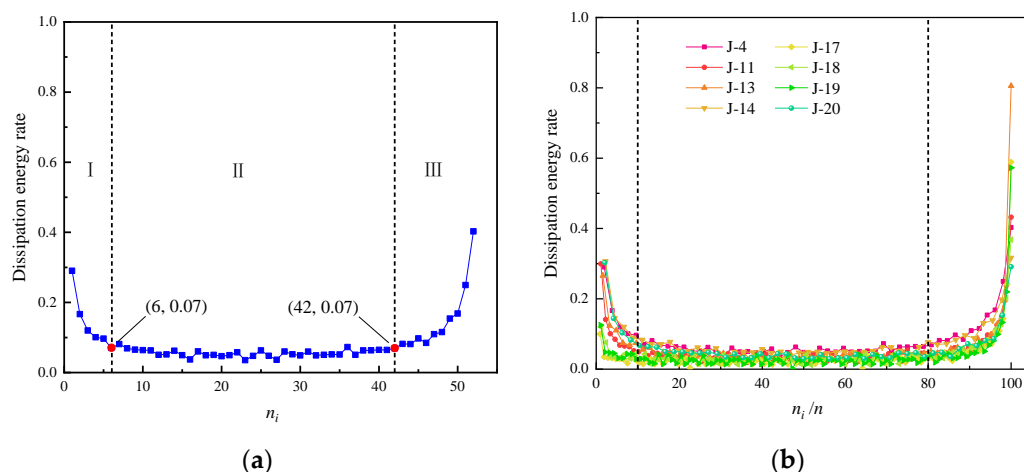 1.0
0.8
0.6
0.4
0.2
0.0
Dissipation energy rate
I
II
III
(6, 0.07)
(42, 0.07)
0
10
20
30
40
50
n_i
(a)
1.0
0.8
0.6
0.4
0.2
0.0
Dissipation energy rate
J-4
J-11
J-13
J-14
J-17
J-18
J-19
J-20
0
20
40
60
80
100
n_i/n
(b)